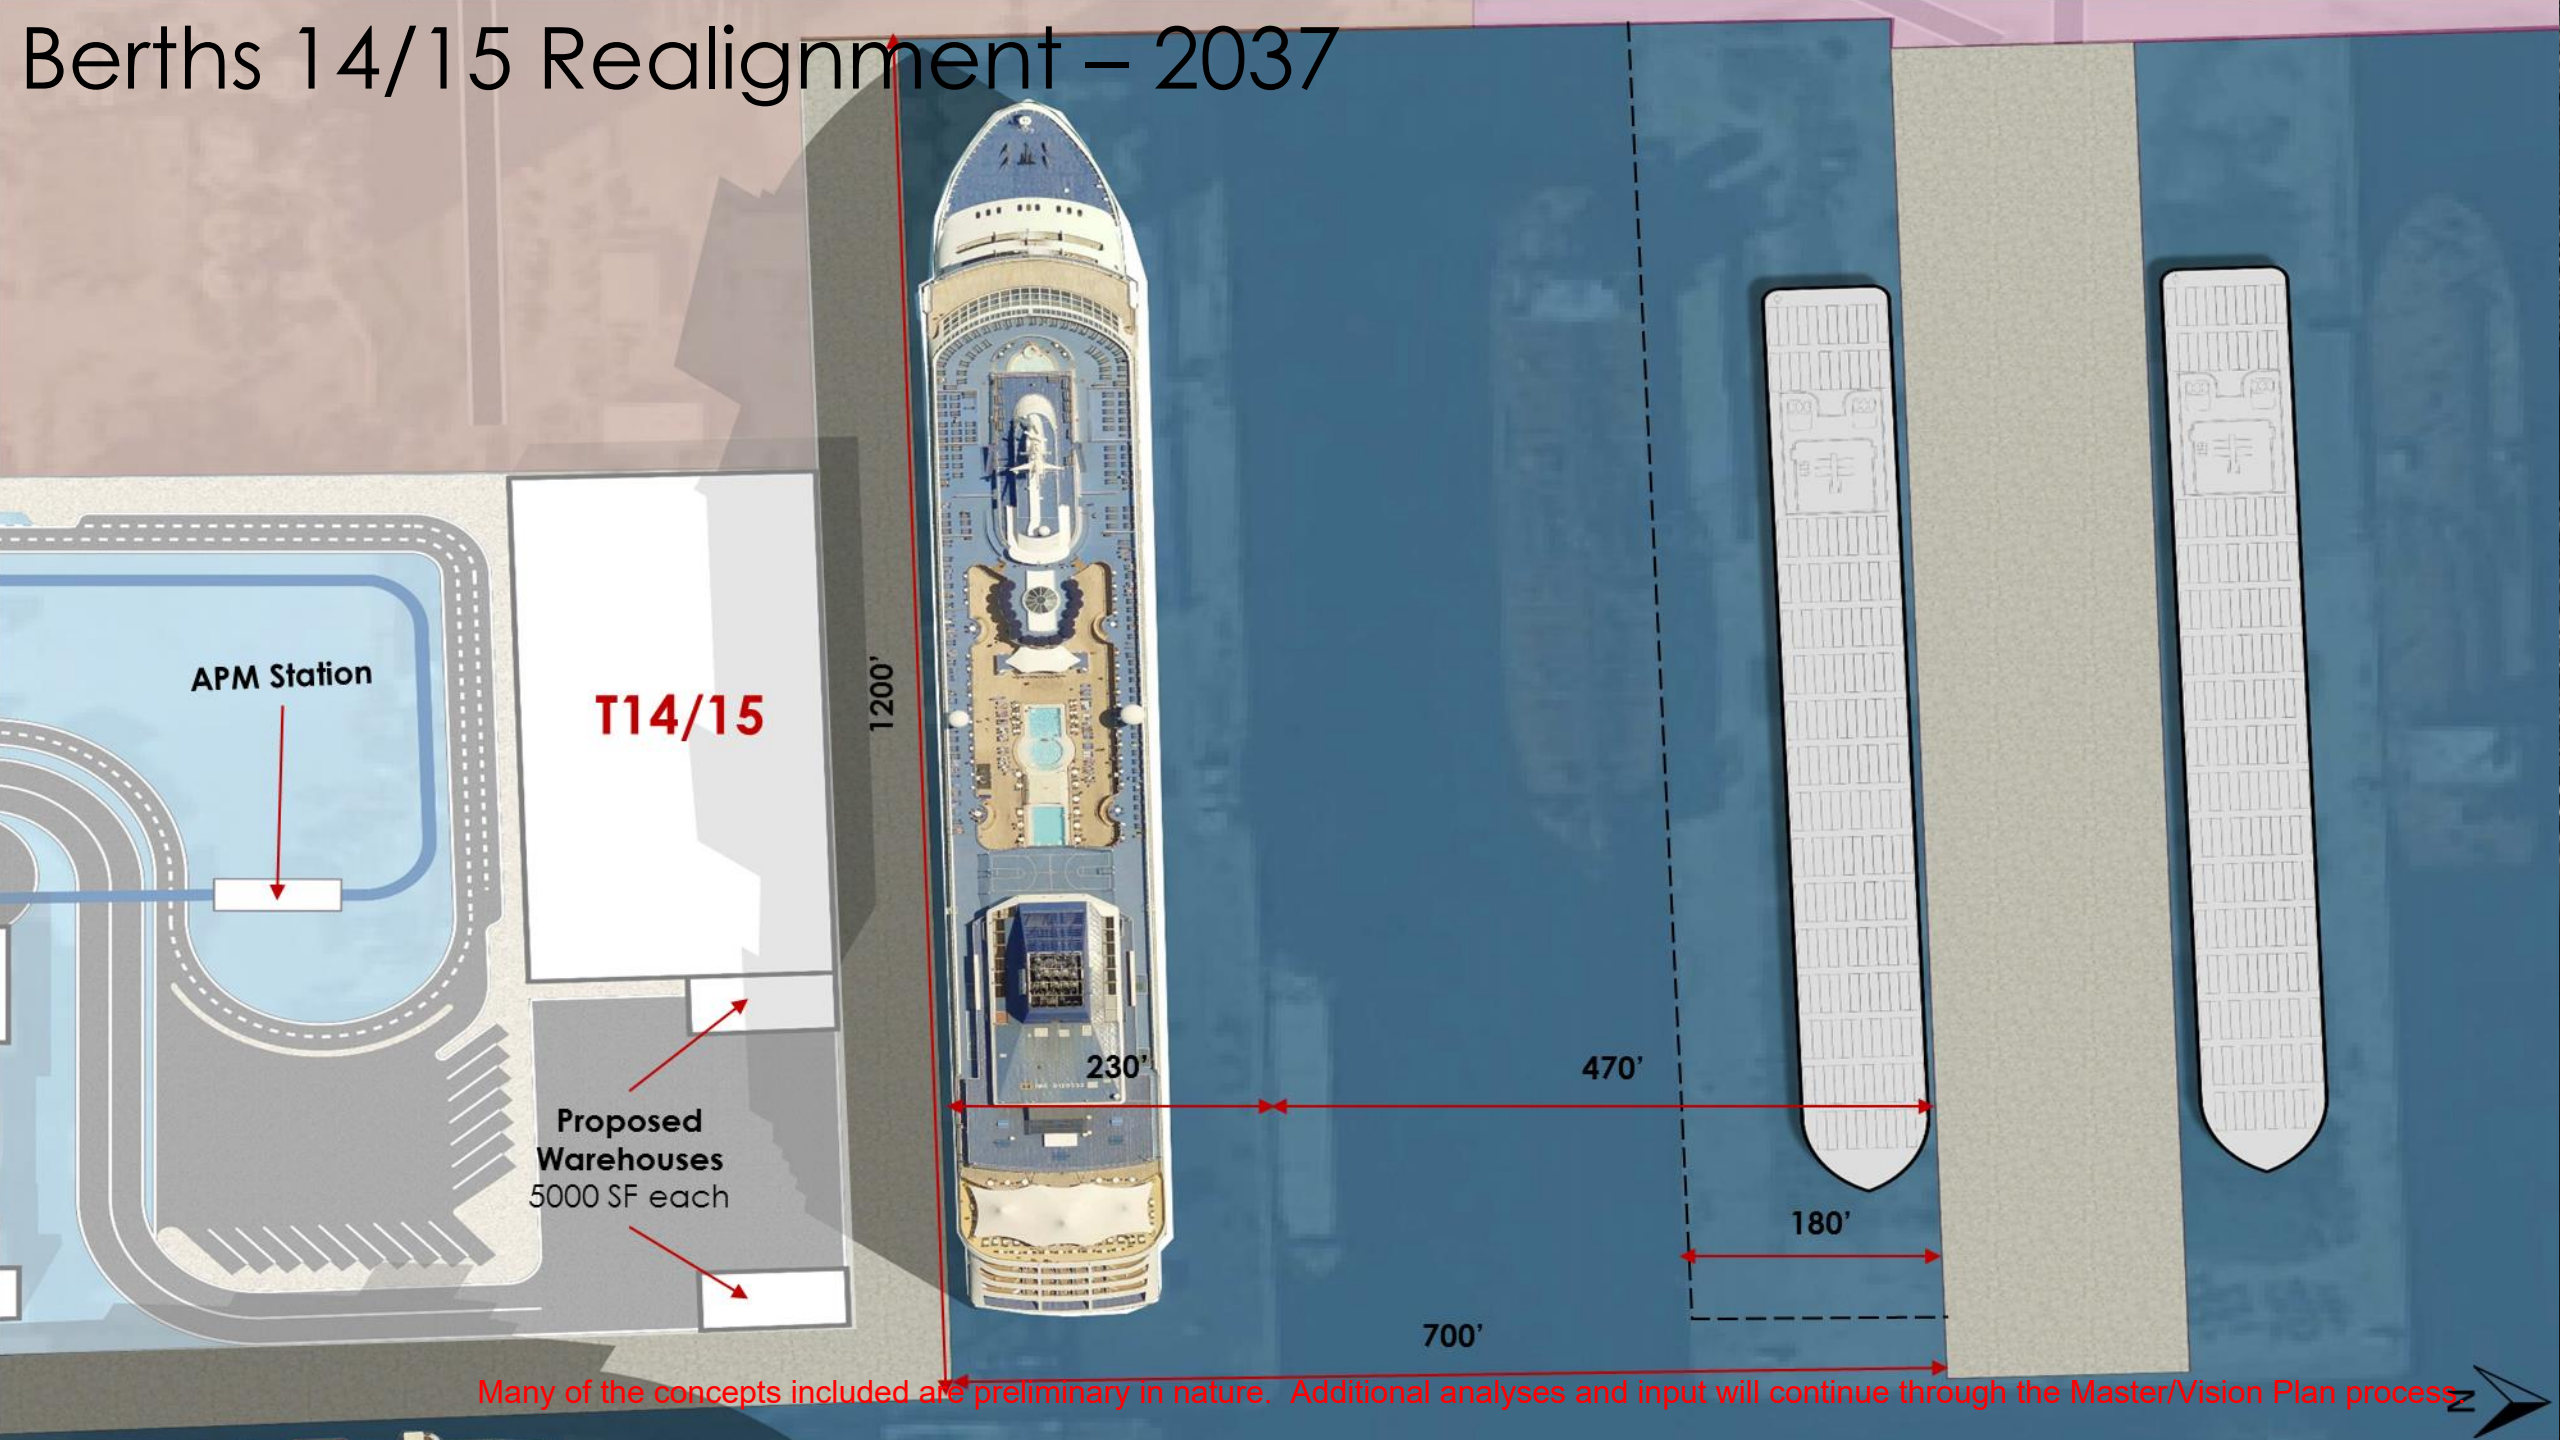 Berths 14/15 Realignment – 2037
APM Station
T14/15
1200’
230’
470’
Proposed
Warehouses
5000 SF each
180’
700’
Many of the concepts included are preliminary in nature.  Additional analyses and input will continue through the Master/Vision Plan process.
N